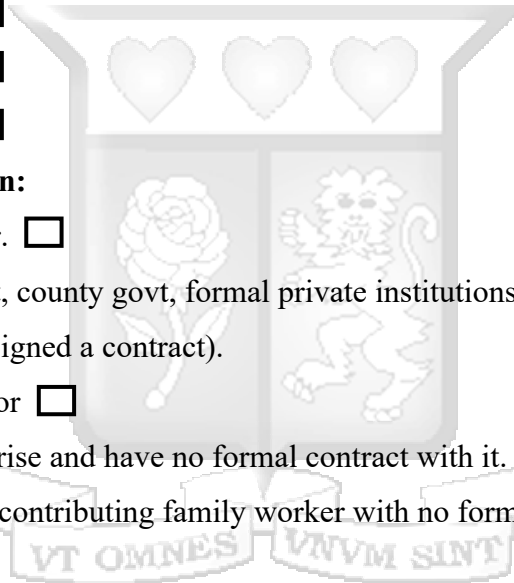 n:
. 
, county govt, formal private institutions
igned a contract).
or
rise and have no formal contract with it.
contributing family worker with no form
VT OMNES VNVM SINT